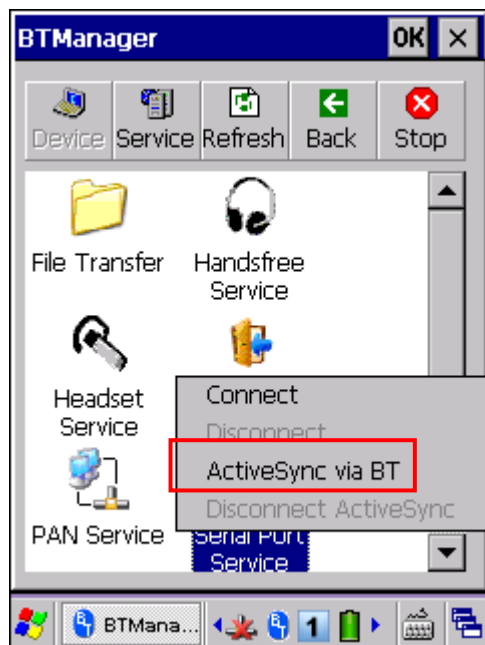 BTManager OK ×
Device Service Refresh Back Stop
File Transfer
Handsfree
Service
Headset
Service
Connect
Disconnect
ActiveSync via BT
Disconnect ActiveSync
PAN Service
Serial Port
Service
BTMana... 1